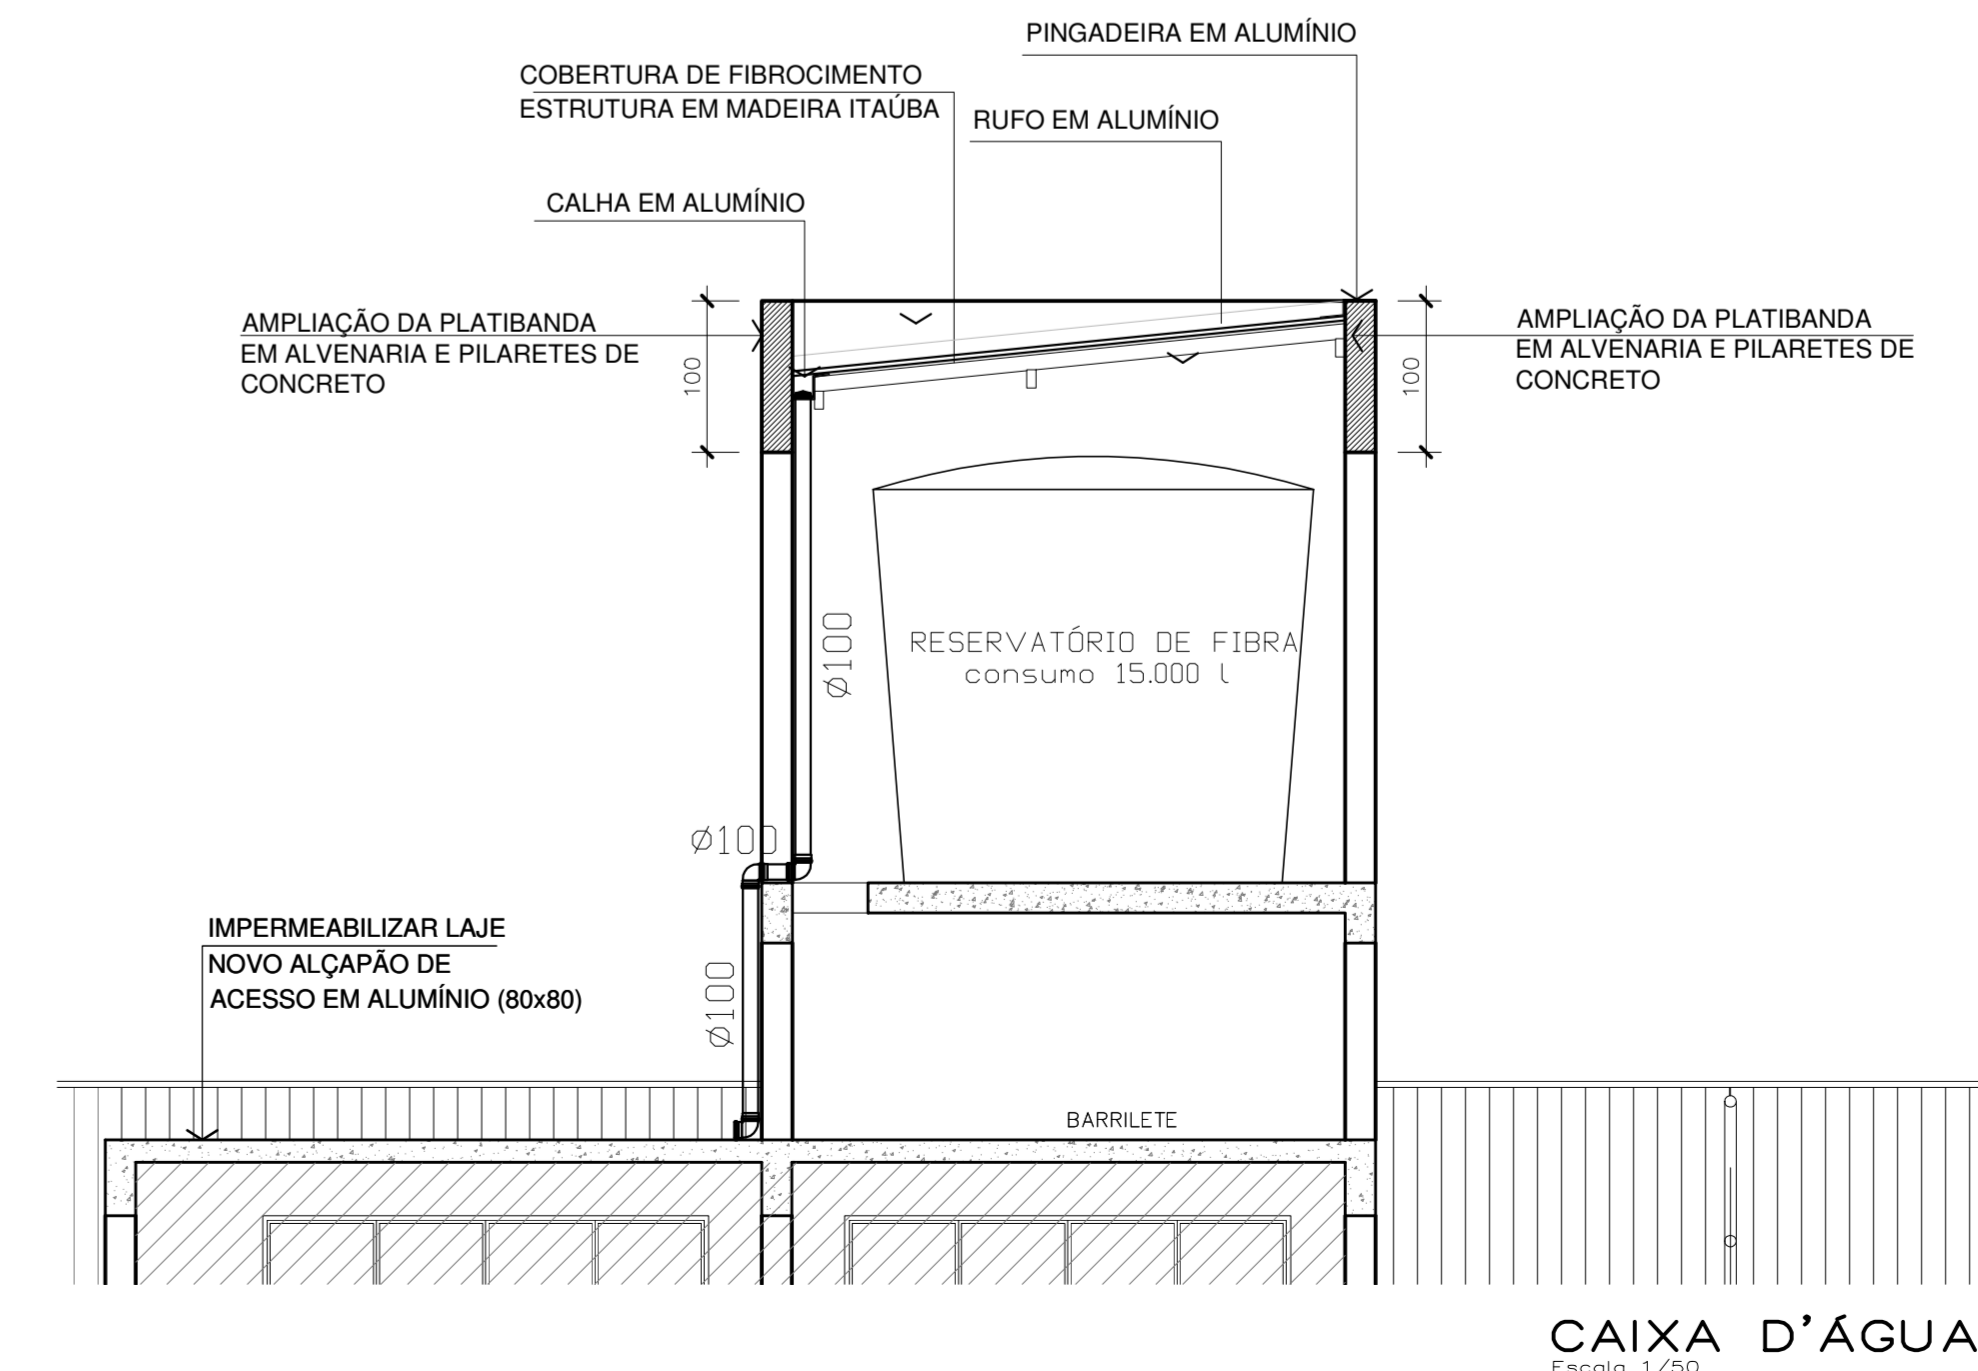 PINGADEIRA EM ALUMÍNIO
COBERTURA DE FIBROCIMENTO
ESTRUTURA EM MADEIRA ITAÚBA
RUFO EM ALUMÍNIO
CALHA EM ALUMÍNIO
AMPLIAÇÃO DA PLATIBANDA
EM ALVENARIA E PILARETES DE
CONCRETO
100
100
AMPLIAÇÃO DA PLATIBANDA
EM ALVENARIA E PILARETES DE
CONCRETO
Ø100
RESERVATÓRIO DE FIBRA
consumo 15.000 l
Ø100
IMPERMEABILIZAR LAJE
NOVO ALÇAPÃO DE
ACESSO EM ALUMÍNIO (80x80)
Ø100
BARRILETE
CAIXA D'ÁGUA
Escala 1/50